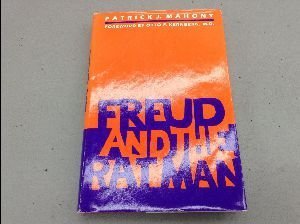 PATRICK J. MAHONY
FOREWORD BY OTTO F. KERNBERG, M.D.
FREUD
AND THE
RAT MAN